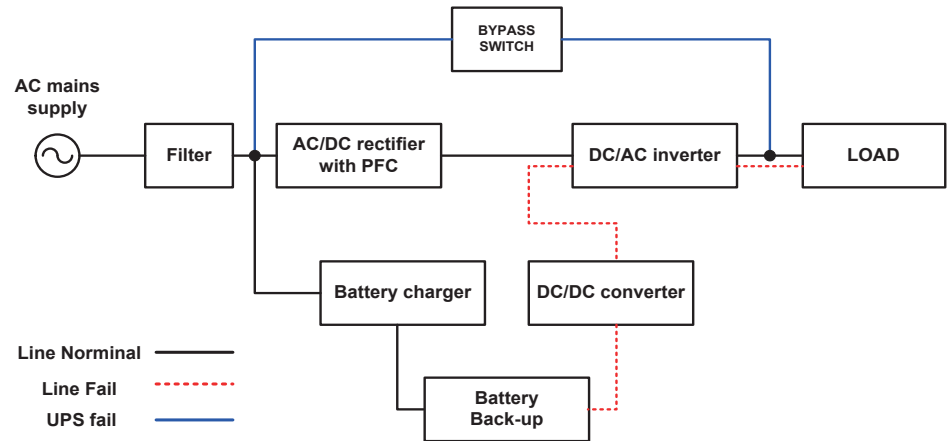 BYPASS
SWITCH
AC mains
supply
Filter
AC/DC rectifier
with PFC
DC/AC inverter
LOAD
Battery charger
DC/DC converter
Line Norminal
Line Fail
UPS fail
Battery
Back-up